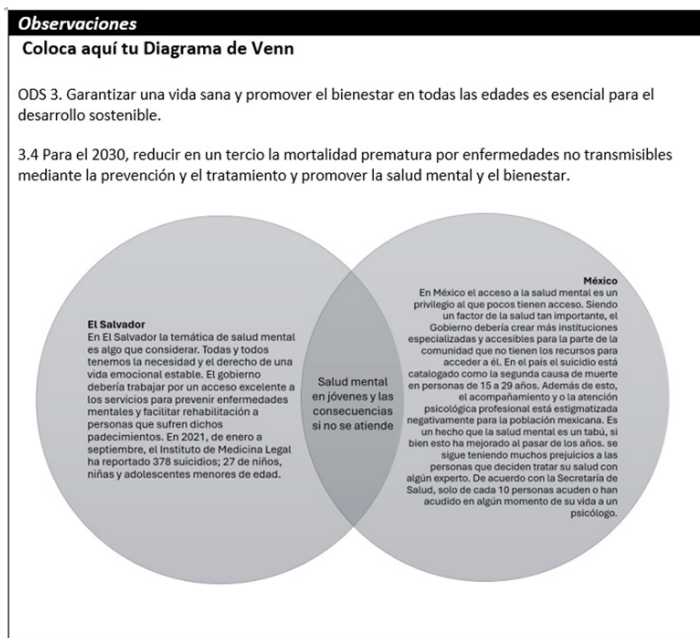 Observaciones
Coloca aquí tu Diagrama de Venn
ODS 3. Garantizar una vida sana y promover el bienestar en todas las edades es esencial para el
desarrollo sostenible.
3.4 Para el 2030, reducir en un tercio la mortalidad prematura por enfermedades no transmisibles
mediante la prevención y el tratamiento y promover la salud mental y el bienestar.
El Salvador
En El Salvador la temática de salud mental
es algo que considerar. Todas y todos
tenemos la necesidad y el derecho de una
vida emocional estable. El gobierno
debería trabajar por un acceso excelente a
los servicios para prevenir enfermedades
mentales y facilitar rehabilitación a
personas que sufren dichos
padecimientos. En 2021, de enero a
septiembre, el Instituto de Medicina Legal
ha reportado 378 suicidios; 27 de niños,
niñas y adolescentes menores de edad.
Salud mental
en jóvenes y las
consecuencias
si no se atiende
México
En México el acceso a la salud mental es un
privilegio al que pocos tienen acceso. Siendo
un factor de la salud tan importante, el
Gobierno debería crear más instituciones
especializadas y accesibles para la parte de la
comunidad que no tienen los recursos para
acceder a él. En el país el suicidio está
catalogado como la segunda causa de muerte
en personas de 15 a 29 años. Además de esto,
el acompañamiento y o la atención
psicológica profesional está estigmatizada
negativamente para la población mexicana. Es
un hecho que la salud mental es un tabú, si
bien esto ha mejorado al pasar de los años. se
sigue teniendo muchos prejuicios a las
personas que deciden tratar su salud con
algún experto. De acuerdo con la Secretaría de
Salud, solo de cada 10 personas acuden o han
acudido en algún momento de su vida a un
psicólogo.